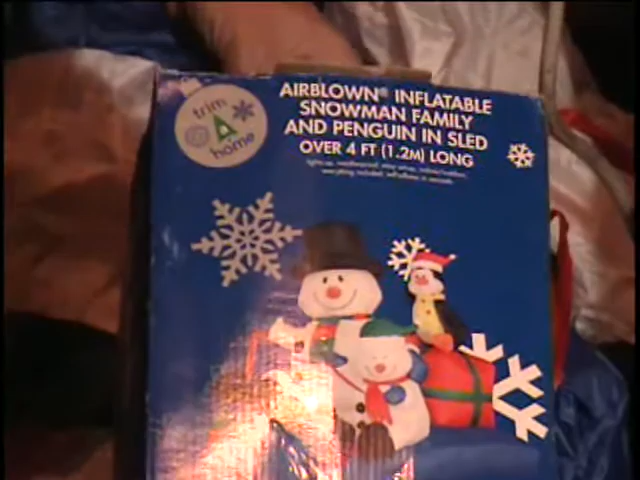 trim
A
home
AIRBLOWN® INFLATABLE
SNOWMAN FAMILY
AND PENGUIN IN SLED
OVER 4 FT (1.2M) LONG